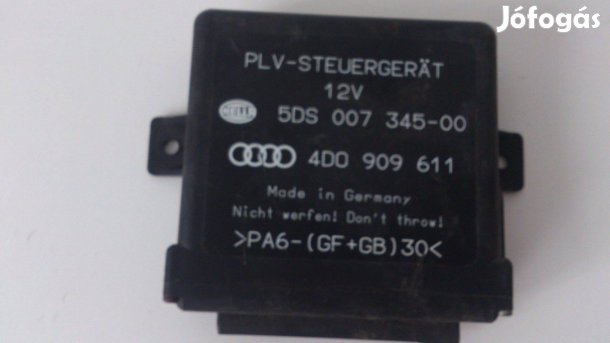 Jófogás
PLV-STEUERGERÄT
12V
HELLA 5DS 007 345-00
4D0 909 611
Made in Germany
Nicht werfen! Don't throw!
>PA6-(GF+GB)30<